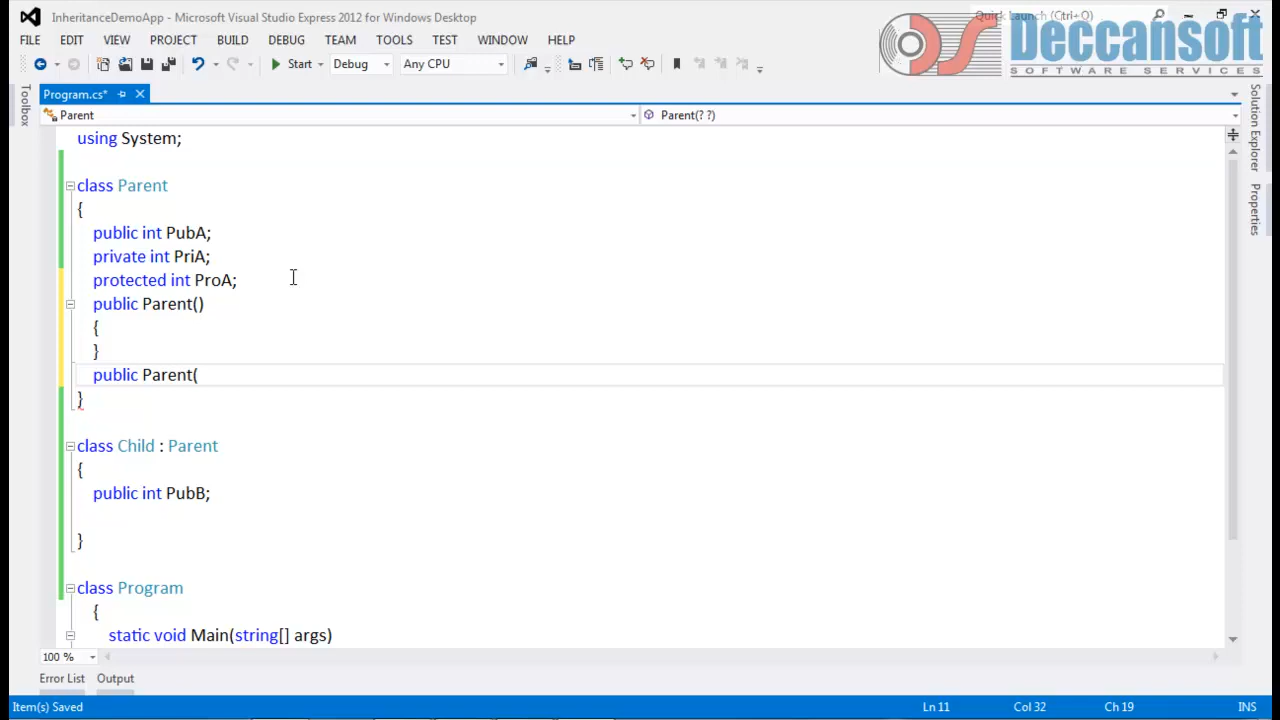 InheritanceDemoApp - Microsoft Visual Studio Express 2012 for Windows Desktop
Quick Launch (Ctrl+Q)
FILE EDIT VIEW PROJECT BUILD DEBUG TEAM TOOLS TEST WINDOW HELP
DS Deccansoft
SOFTWARE SERVICES
Start Debug Any CPU
Program.cs*
Toolbox
Solution Explorer
Properties
Parent Parent(? ?)
using System;
class Parent
{
public int PubA;
private int PriA;
protected int ProA;
public Parent()
{
}
public Parent(
}
class Child : Parent
{
public int PubB;
}
class Program
{
static void Main(string[] args)
100 %
Error List Output
Item(s) Saved Ln 11 Col 32 Ch 19 INS